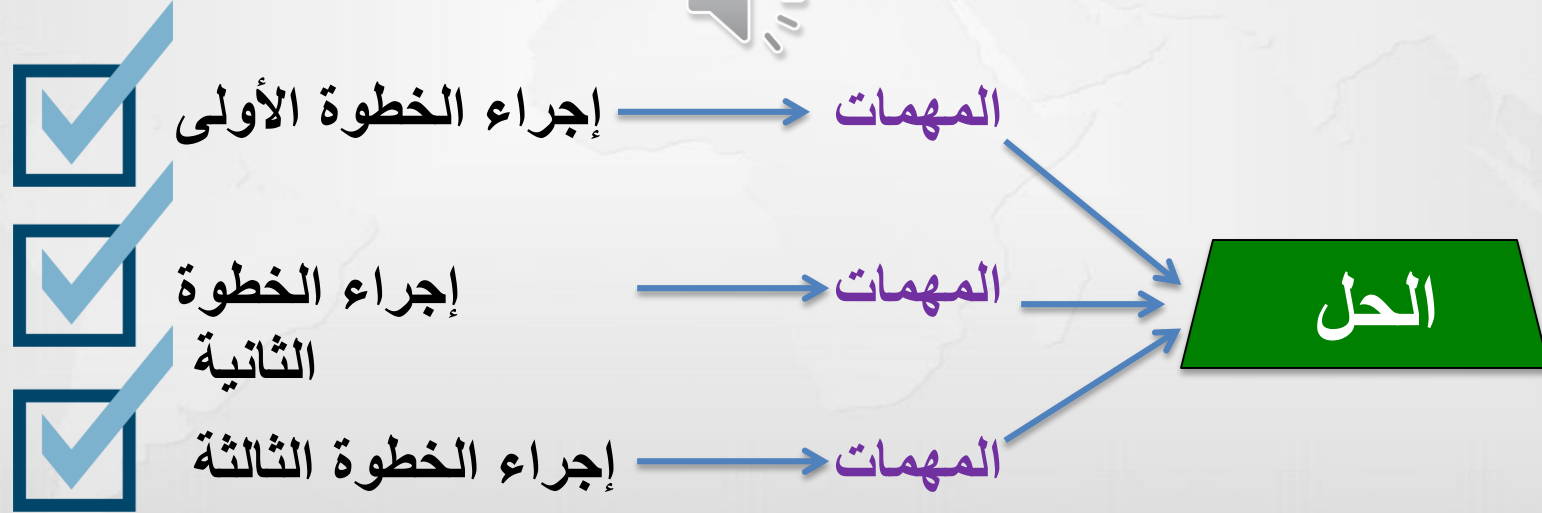 إجراء الخطوة الأولى
المهمات
إجراء الخطوة
الثانية
المهمات
الحل
إجراء الخطوة الثالثة
المهمات